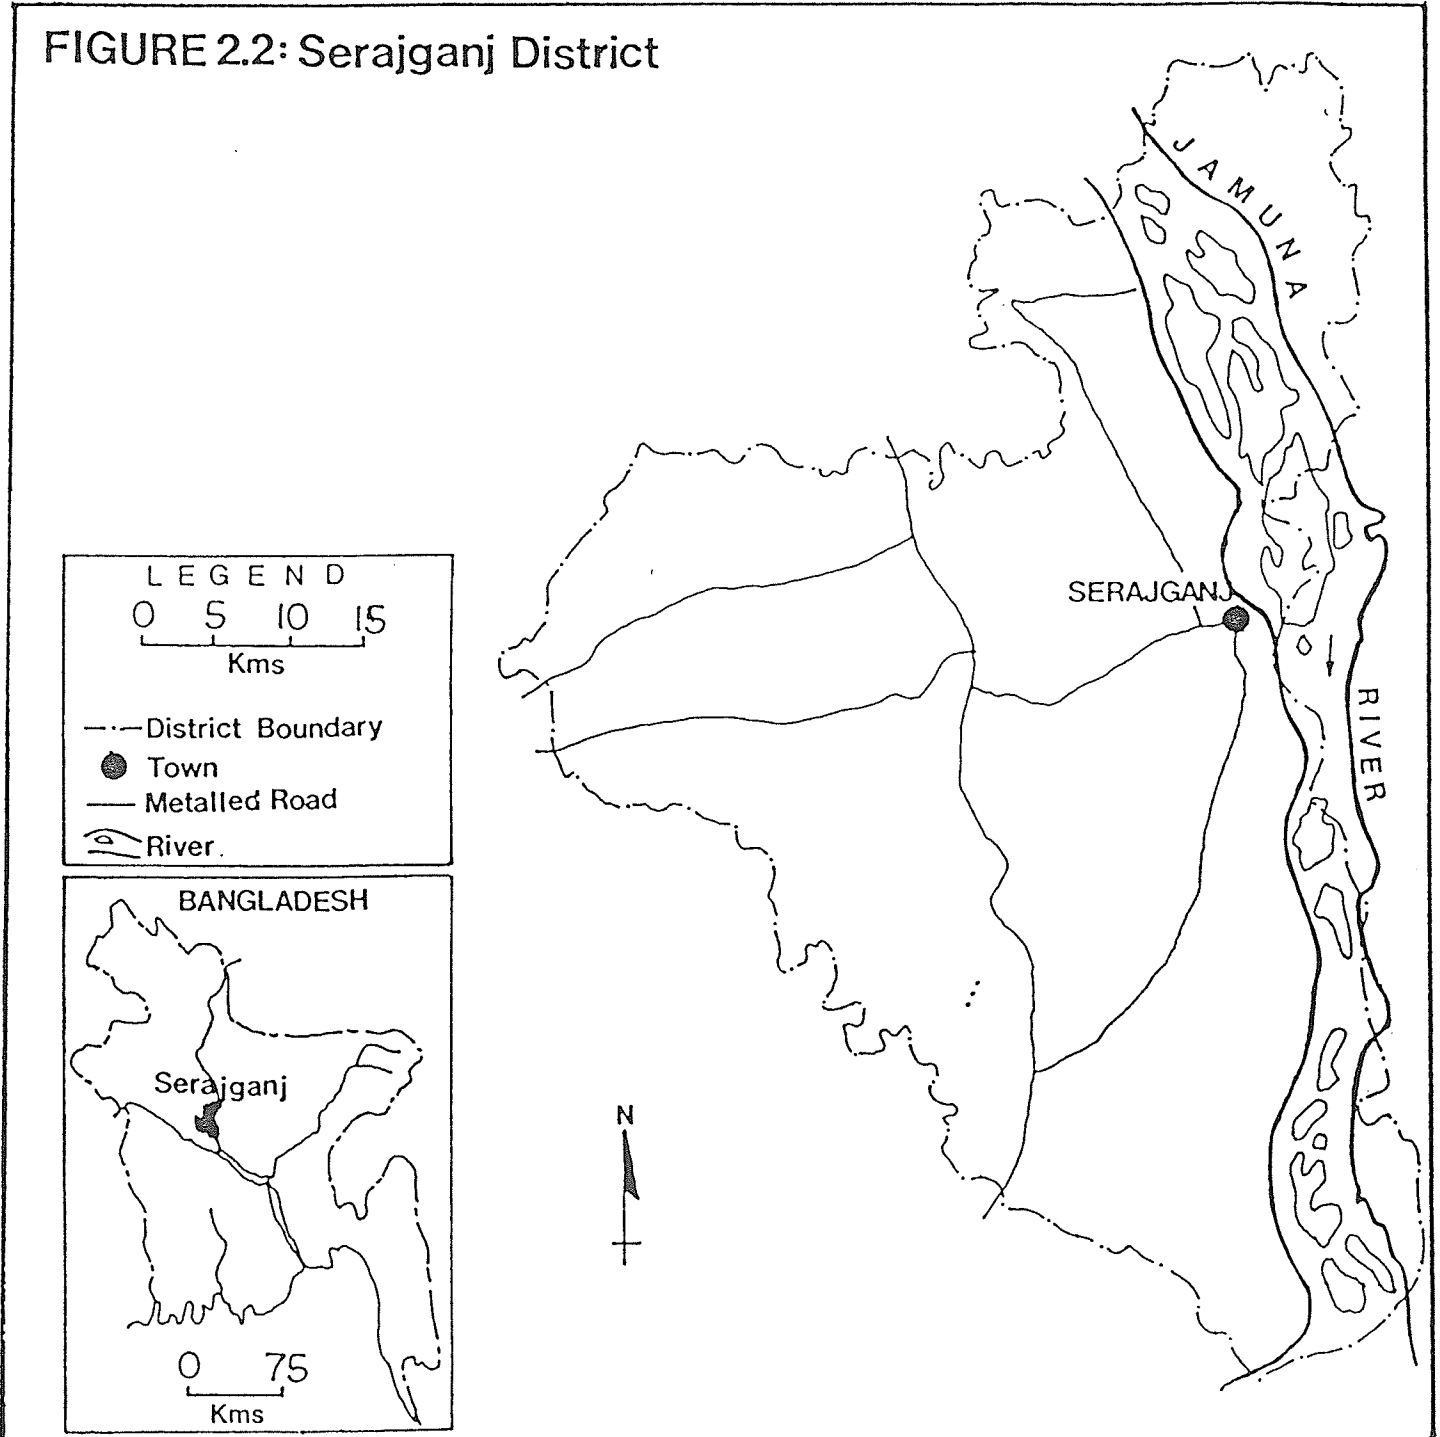 FIGURE 2.2: Serajganj District
JAMUNA
RIVER
SERAJGANJ
LEGEND
0 5 10 15
Kms
District Boundary
Town
Metalled Road
River.
BANGLADESH
Serajganj
0 75
Kms
N